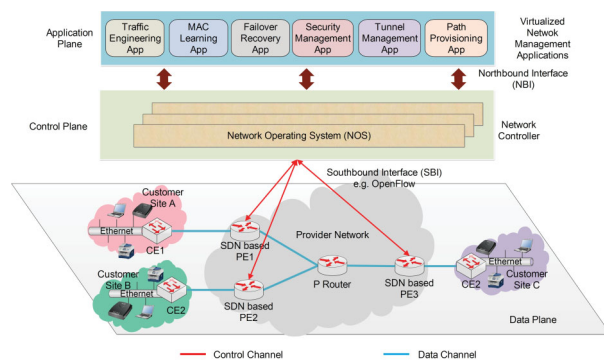 Application
Plane
Traffic
Engineering
App
MAC
Learning
App
Failover
Recovery
App
Security
Management
App
Tunnel
Management
App
Path
Provisioning
App
Virtualized
Netwok
Management
Applications
Northbound Interface
(NBI)
Control Plane
Network Operating System (NOS)
Network
Controller
Southbound Interface (SBI)
e.g. OpenFlow
Customer
Site A
Ethernet
CE1
SDN based
PE1
Provider Network
Customer
Site B
Ethernet
CE2
SDN based
PE2
P Router
SDN based
PE3
CE2
Ethernet
Customer
Site C
Data Plane
Control Channel
Data Channel